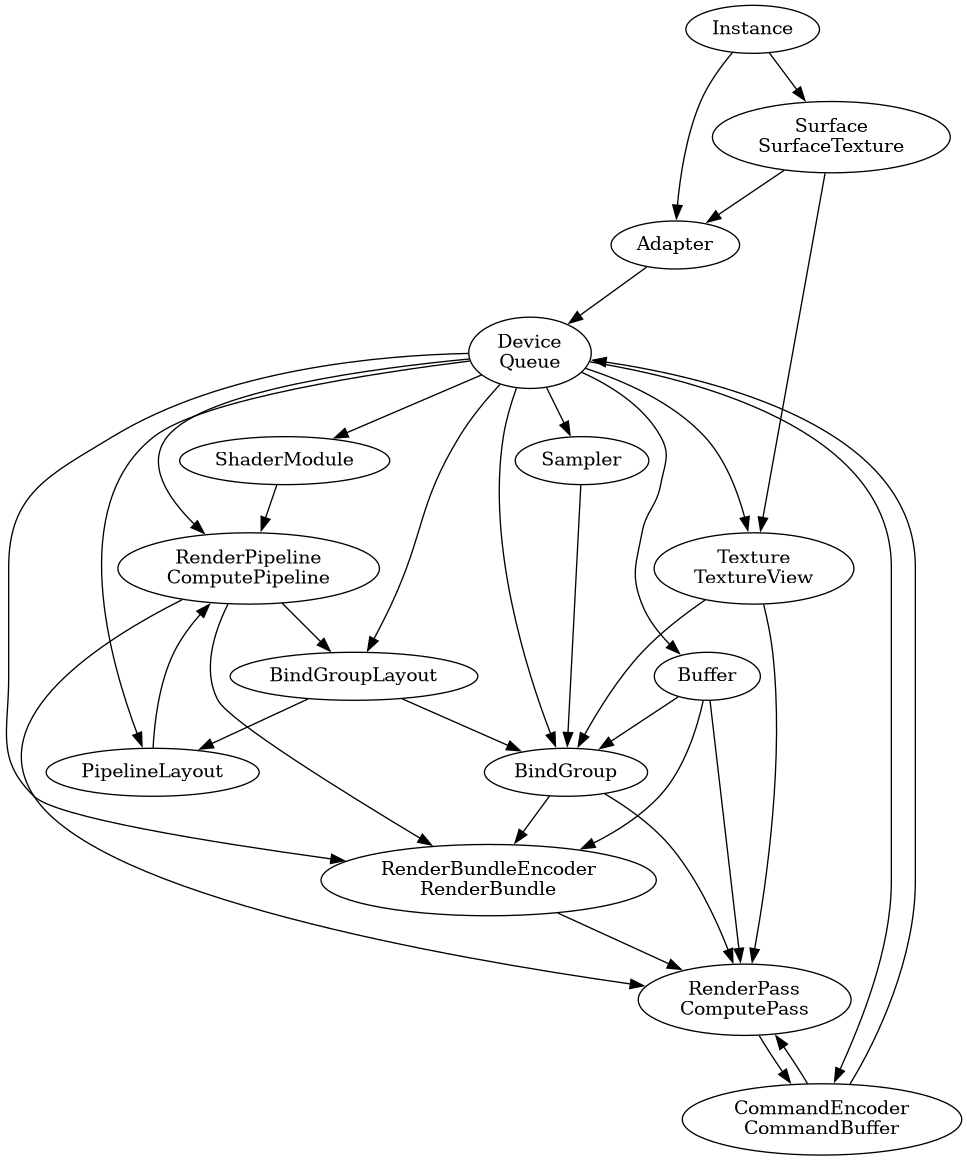 Instance
Surface
SurfaceTexture
Adapter
Device
Queue
ShaderModule
Sampler
RenderPipeline
ComputePipeline
Texture
TextureView
BindGroupLayout
Buffer
PipelineLayout
BindGroup
RenderBundleEncoder
RenderBundle
RenderPass
ComputePass
CommandEncoder
CommandBuffer